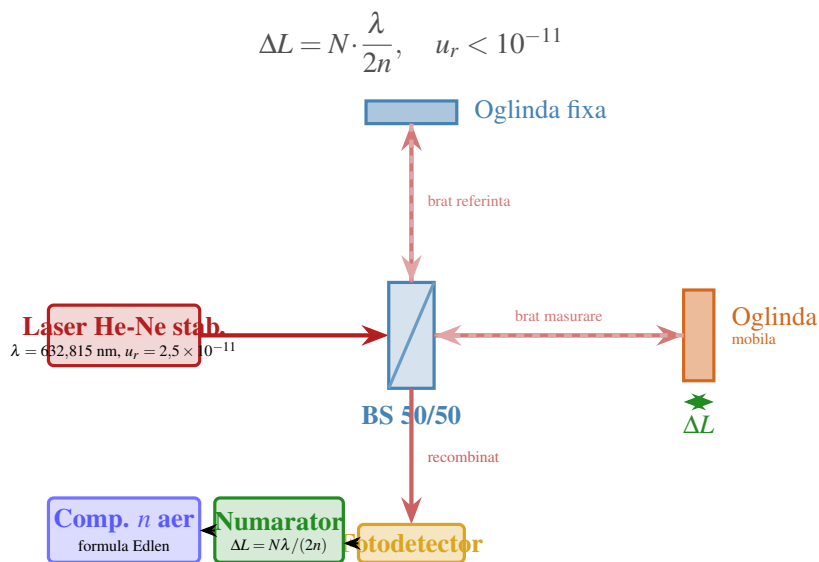 ΔL = N · λ/2n, u_r < 10^−11
Oglinda fixa
brat referinta
brat masurare
Oglinda
mobila
Laser He-Ne stab.
λ = 632,815 nm, u_r = 2,5 × 10^−11
ΔL
BS 50/50
recombinat
Comp. n aer
formula Edlen
Numarator
ΔL = Nλ/(2n)
Fotodetector